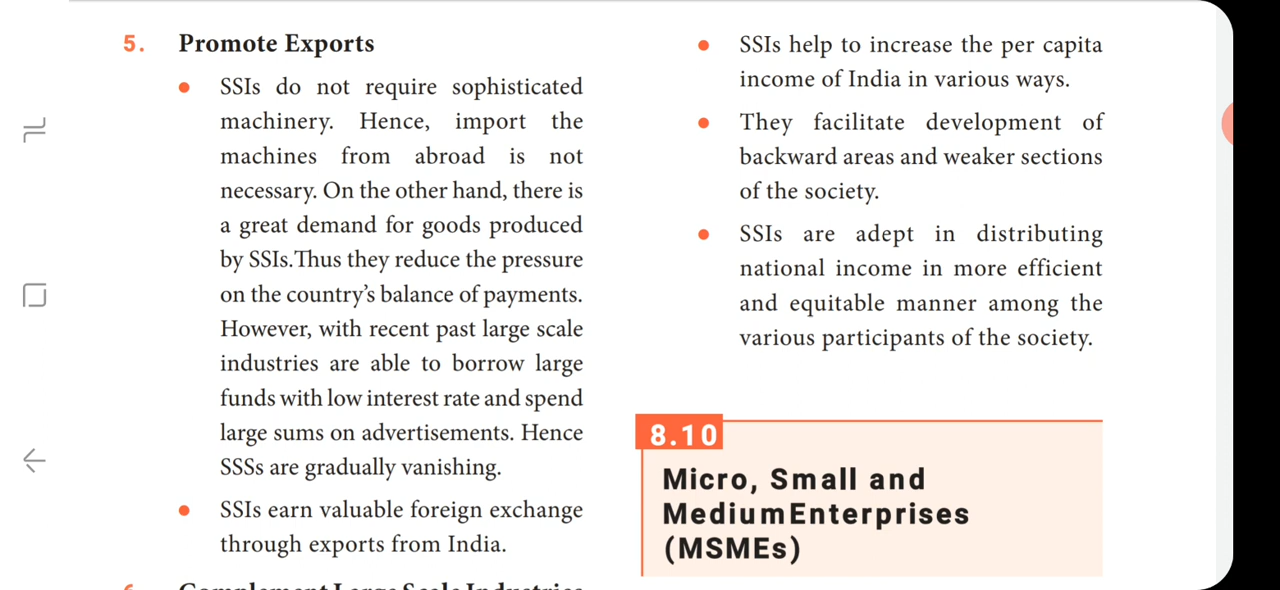 5. Promote Exports
• SSIs do not require sophisticated
machinery. Hence, import the
machines from abroad is not
necessary. On the other hand, there is
a great demand for goods produced
by SSIs.Thus they reduce the pressure
on the country's balance of payments.
However, with recent past large scale
industries are able to borrow large
funds with low interest rate and spend
large sums on advertisements. Hence
SSSs are gradually vanishing.
• SSIs earn valuable foreign exchange
through exports from India.
6. Complement Large Scale Industries
• SSIs help to increase the per capita
income of India in various ways.
• They facilitate development of
backward areas and weaker sections
of the society.
• SSIs are adept in distributing
national income in more efficient
and equitable manner among the
various participants of the society.
8.10
Micro, Small and
MediumEnterprises
(MSMEs)